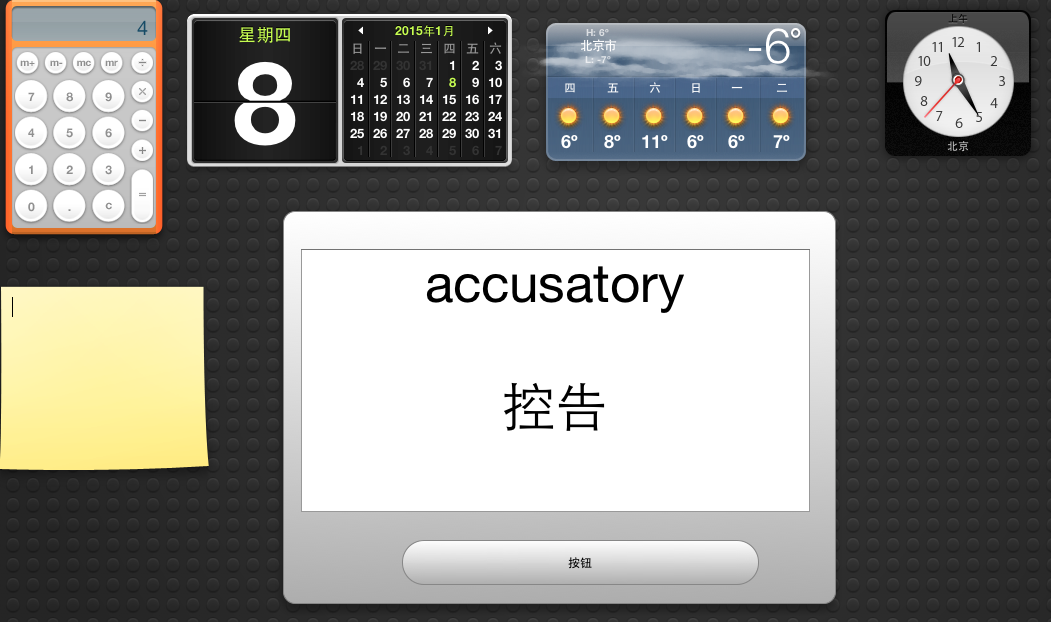 4
m+ m- mc mr ÷
7 8 9 ×
4 5 6 −
1 2 3 +
0 . c =
星期四
8
2015年1月
日 一 二 三 四 五 六
28 29 30 31 1 2 3
4 5 6 7 8 9 10
11 12 13 14 15 16 17
18 19 20 21 22 23 24
25 26 27 28 29 30 31
1 2 3 4 5 6 7
H: 6°
北京市
L: -7°
-6°
四 五 六 日 一 二
6° 8° 11° 6° 6° 7°
上午
12 1 2 3 4 5 6 7 8 9 10 11
北京
accusatory
控告
按钮